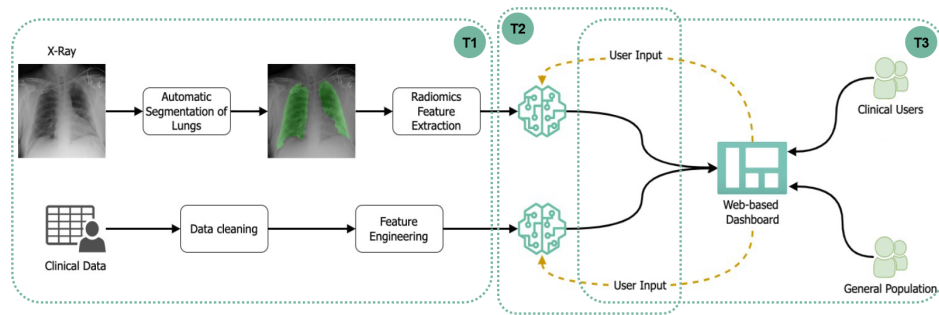 T1
T2
T3
X-Ray
Automatic
Segmentation of
Lungs
Radiomics
Feature
Extraction
User Input
Clinical Users
Web-based
Dashboard
Clinical Data
Data cleaning
Feature
Engineering
User Input
General Population